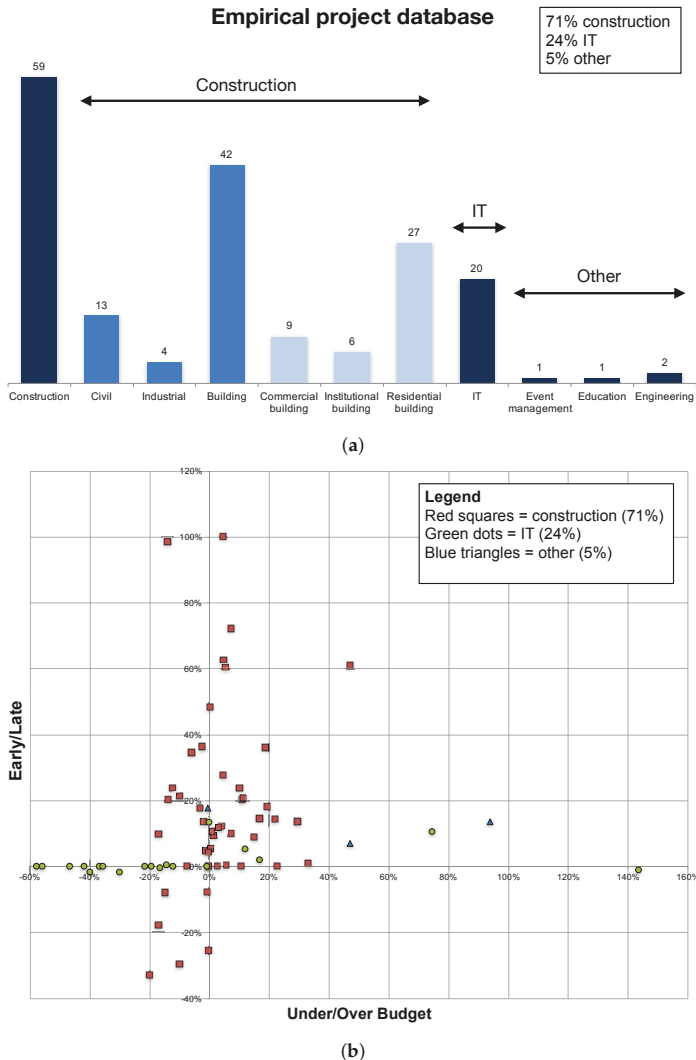 Empirical project database
71% construction
24% IT
5% other
59
Construction
42
IT
27
20
Other
13
9
6
4
1
1
2
Construction
Civil
Industrial
Building
Commercial building
Institutional building
Residential building
IT
Event management
Education
Engineering
(a)
120%
Legend
Red squares = construction (71%)
Green dots = IT (24%)
Blue triangles = other (5%)
100%
80%
60%
40%
20%
0%
-20%
-40%
Early/Late
-60%
-40%
-20%
0%
20%
40%
60%
80%
100%
120%
140%
160%
Under/Over Budget
(b)